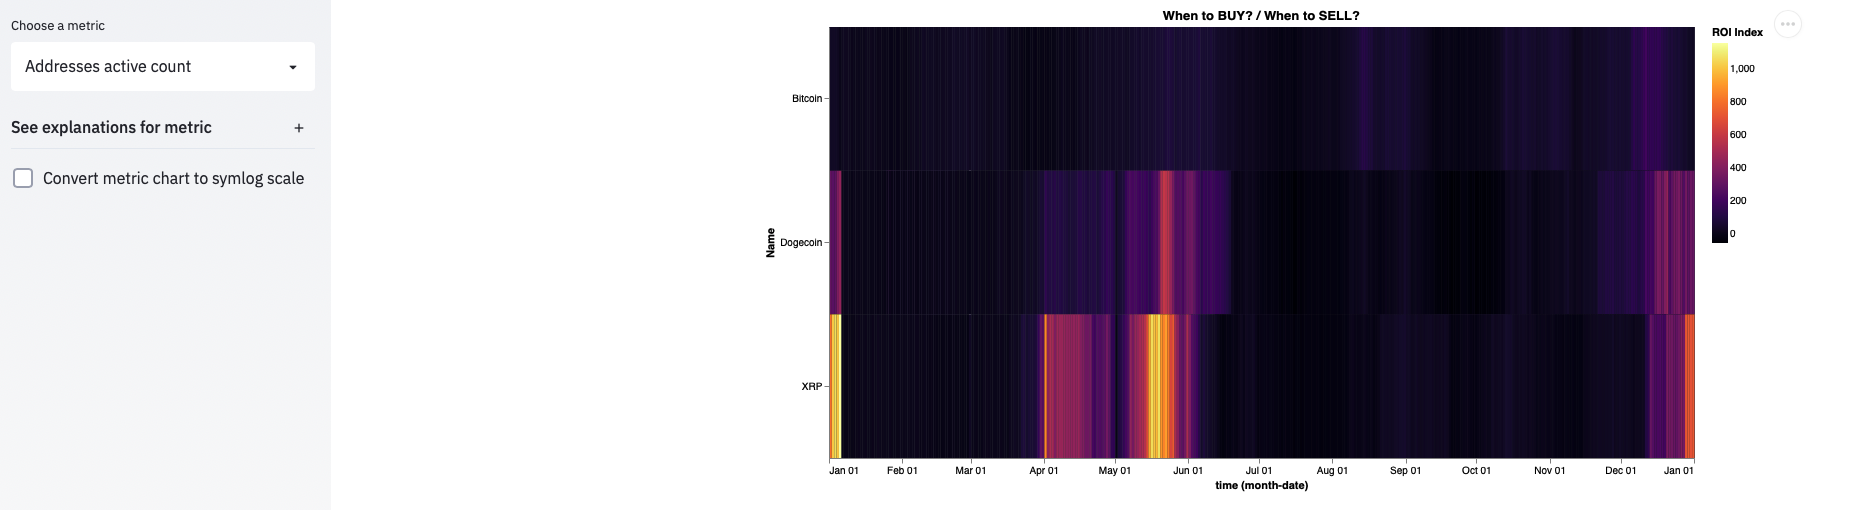 Choose a metric
Addresses active count
See explanations for metric +
Convert metric chart to symlog scale
When to BUY? / When to SELL?
ROI Index
1,000
800
600
400
200
0
Name
Bitcoin
Dogecoin
XRP
Jan 01 Feb 01 Mar 01 Apr 01 May 01 Jun 01 Jul 01 Aug 01 Sep 01 Oct 01 Nov 01 Dec 01 Jan 01
time (month-date)